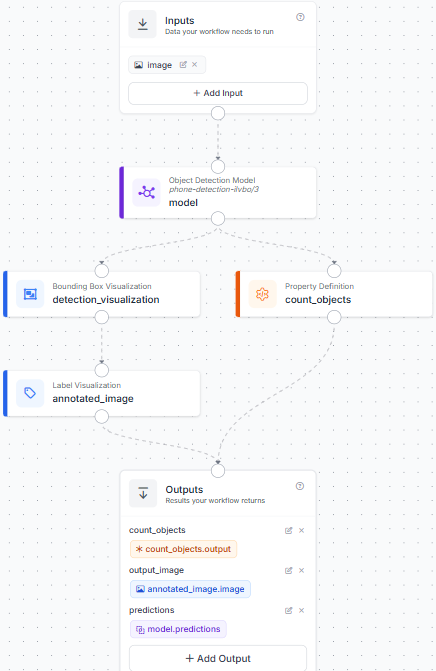 Inputs
Data your workflow needs to run
image
+ Add Input
Object Detection Model
phone-detection-ilvbo/3
model
Bounding Box Visualization
detection_visualization
Property Definition
count_objects
Label Visualization
annotated_image
Outputs
Results your workflow returns
count_objects
count_objects.output
output_image
annotated_image.image
predictions
model.predictions
+ Add Output